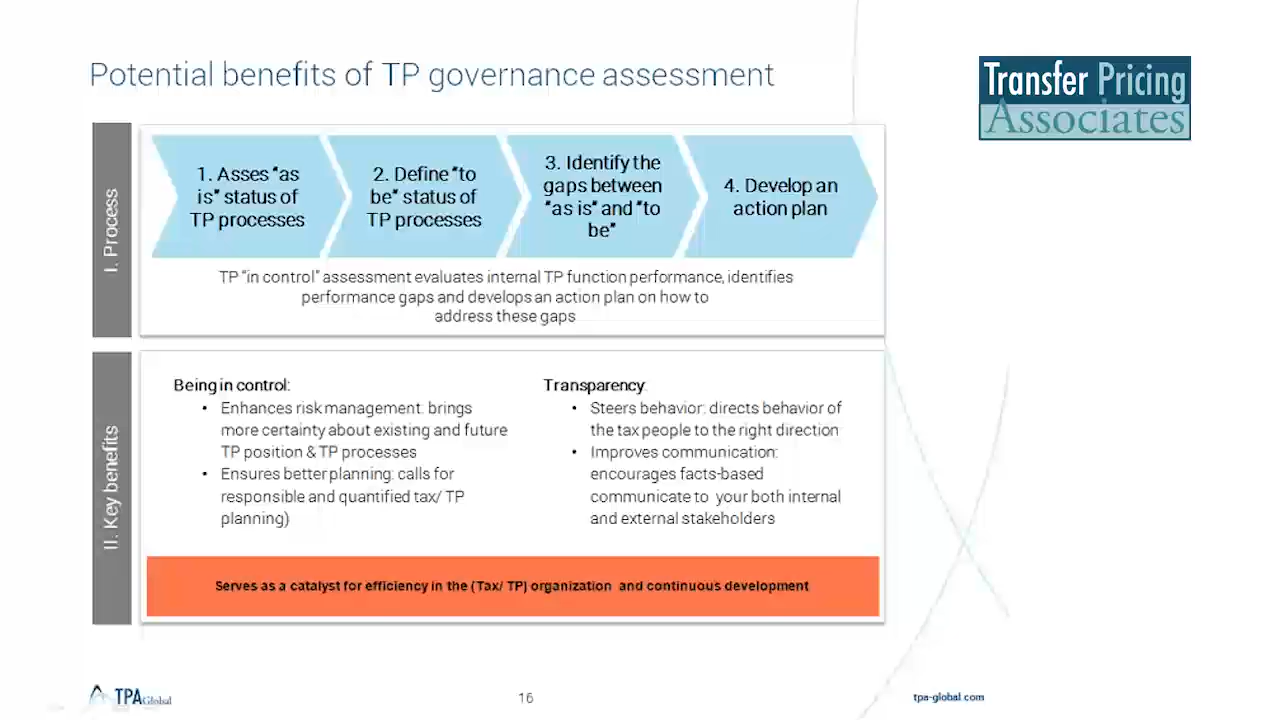 Potential benefits of TP governance assessment
Transfer Pricing
Associates
I. Process
1. Asses “as
is” status of
TP processes
2. Define “to
be” status of
TP processes
3. Identify the
gaps between
“as is” and “to
be”
4. Develop an
action plan
TP “in control” assessment evaluates internal TP function performance, identifies
performance gaps and develops an action plan on how to
address these gaps
II. Key benefits
Being in control:
• Enhances risk management: brings
more certainty about existing and future
TP position & TP processes
• Ensures better planning: calls for
responsible and quantified tax/ TP
planning)
Transparency:
• Steers behavior: directs behavior of
the tax people to the right direction
• Improves communication:
encourages facts-based
communicate to your both internal
and external stakeholders
Serves as a catalyst for efficiency in the (Tax/ TP) organization and continuous development
TPA Global
16
tpa-global.com